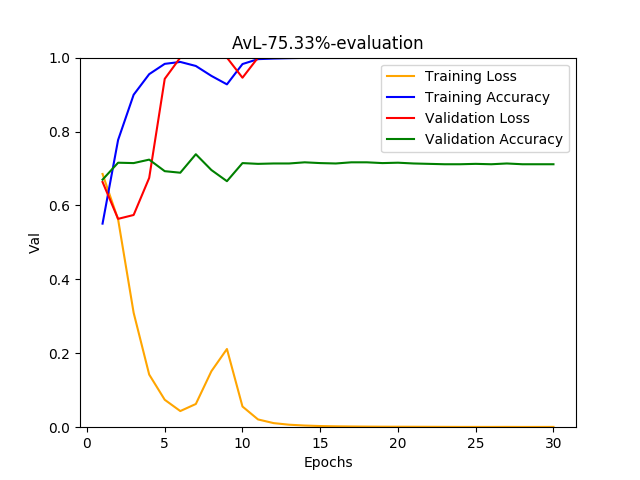 AvL-75.33%-evaluation
1.0
0.8
0.6
0.4
0.2
0.0
Val
0
5
10
15
20
25
30
Epochs
Training Loss
Training Accuracy
Validation Loss
Validation Accuracy